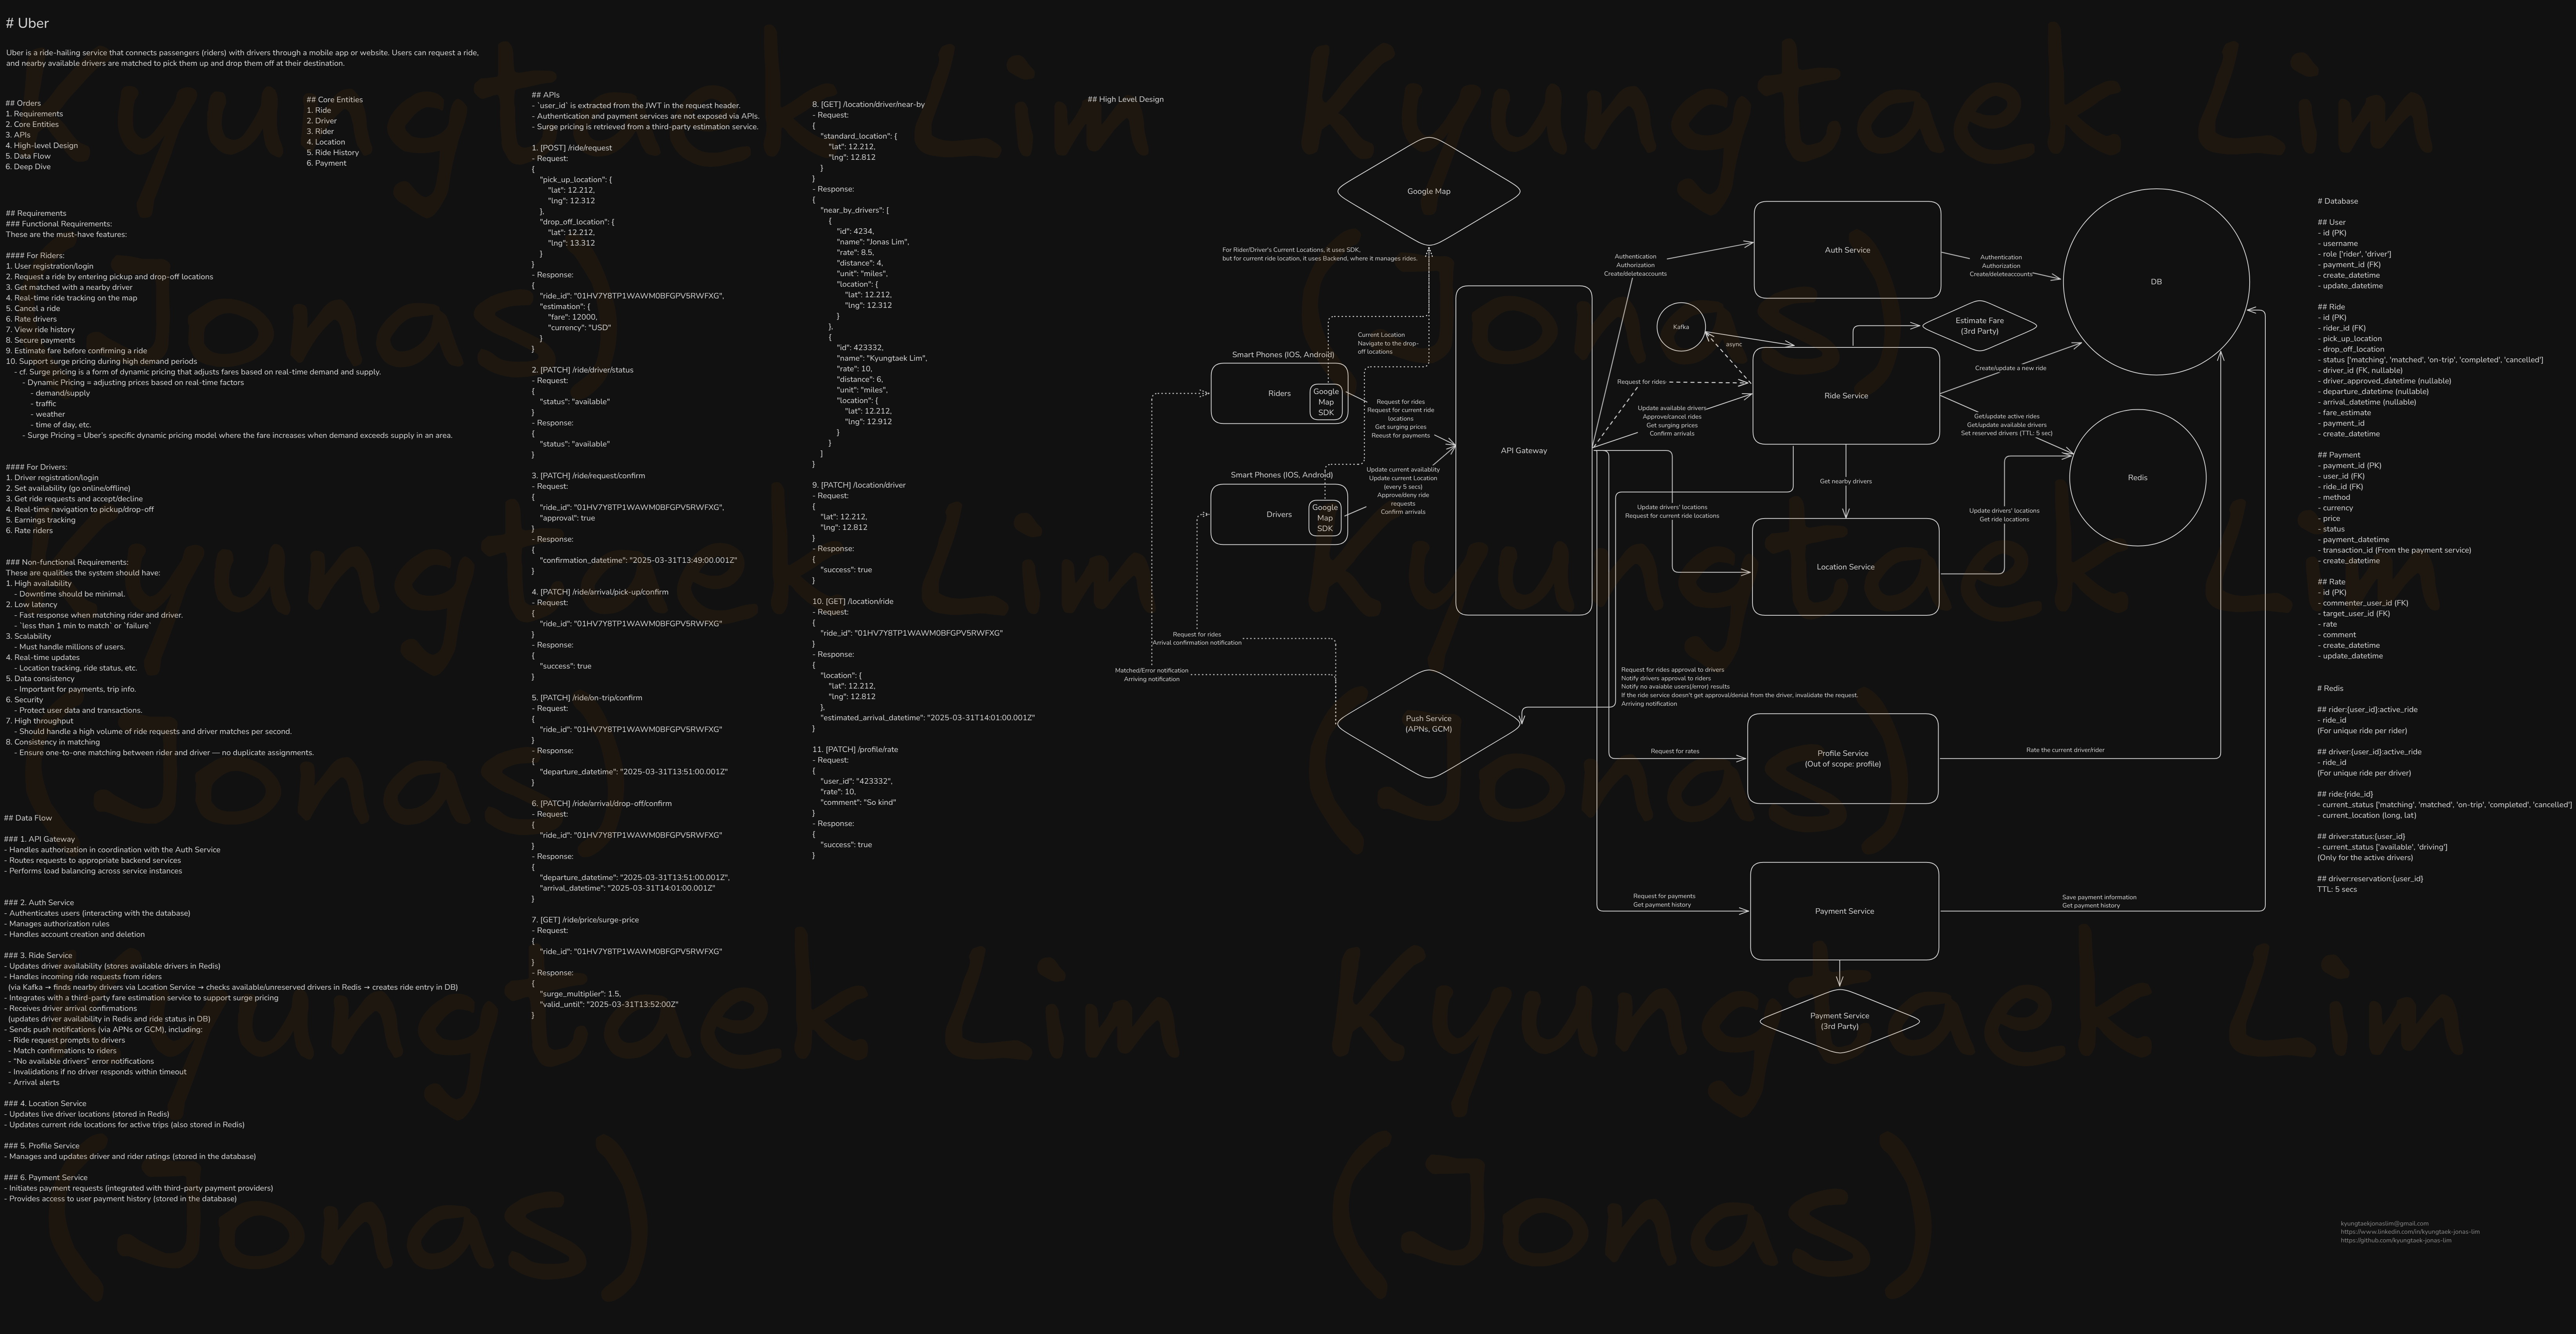 # Uber
Uber is a ride-hailing service that connects passengers (riders) with drivers through a mobile app or website. Users can request a ride,
and nearby available drivers are matched to pick them up and drop them off at their destination.
## Orders
1. Requirements
2. Core Entities
3. APIs
4. High-level Design
5. Data Flow
6. Deep Dive
## Core Entities
1. Ride
2. Driver
3. Rider
4. Location
5. Ride History
6. Payment
## Requirements
### Functional Requirements:
These are the must-have features:
#### For Riders:
1. User registration/login
2. Request a ride by entering pickup and drop-off locations
3. Get matched with a nearby driver
4. Real-time ride tracking on the map
5. Cancel a ride
6. Rate drivers
7. View ride history
8. Secure payments
9. Estimate fare before confirming a ride
10. Support surge pricing during high demand periods
- cf. Surge pricing is a form of dynamic pricing that adjusts fares based on real-time demand and supply.
- Dynamic Pricing = adjusting prices based on real-time factors
- demand/supply
- traffic
- weather
- time of day, etc.
- Surge Pricing = Uber's specific dynamic pricing model where the fare increases when demand exceeds supply in an area.
#### For Drivers:
1. Driver registration/login
2. Set availability (go online/offline)
3. Get ride requests and accept/decline
4. Real-time navigation to pickup/drop-off
5. Earnings tracking
6. Rate riders
### Non-functional Requirements:
These are qualities the system should have:
1. High availability
- Downtime should be minimal.
2. Low latency
- Fast response when matching rider and driver.
- `less than 1 min to match` or `failure`
3. Scalability
- Must handle millions of users.
4. Real-time updates
- Location tracking, ride status, etc.
5. Data consistency
- Important for payments, trip info.
6. Security
- Protect user data and transactions.
7. High throughput
- Should handle a high volume of ride requests and driver matches per second.
8. Consistency in matching
- Ensure one-to-one matching between rider and driver — no duplicate assignments.
## Data Flow
### 1. API Gateway
- Handles authorization in coordination with the Auth Service
- Routes requests to appropriate backend services
- Performs load balancing across service instances
### 2. Auth Service
- Authenticates users (interacting with the database)
- Manages authorization rules
- Handles account creation and deletion
### 3. Ride Service
- Updates driver availability (stores available drivers in Redis)
- Handles incoming ride requests from riders
(via Kafka → finds nearby drivers via Location Service → checks available/unreserved drivers in Redis → creates ride entry in DB)
- Integrates with a third-party fare estimation service to support surge pricing
- Receives driver arrival confirmations
(updates driver availability in Redis and ride status in DB)
- Sends push notifications (via APNs or GCM), including:
- Ride request prompts to drivers
- Match confirmations to riders
- “No available drivers” error notifications
- Invalidations if no driver responds within timeout
- Arrival alerts
### 4. Location Service
- Updates live driver locations (stored in Redis)
- Updates current ride locations for active trips (also stored in Redis)
### 5. Profile Service
- Manages and updates driver and rider ratings (stored in the database)
### 6. Payment Service
- Initiates payment requests (integrated with third-party payment providers)
- Provides access to user payment history (stored in the database)
## APIs
- `user_id` is extracted from the JWT in the request header.
- Authentication and payment services are not exposed via APIs.
- Surge pricing is retrieved from a third-party estimation service.
1. [POST] /ride/request
- Request:
{
"pick_up_location": {
"lat": 12.212,
"lng": 12.312
},
"drop_off_location": {
"lat": 12.212,
"lng": 13.312
}
}
- Response:
{
"ride_id": "01HV7Y8TP1WAWM0BFGPV5RWFXG",
"estimation": {
"fare": 12000,
"currency": "USD"
}
}
2. [PATCH] /ride/driver/status
- Request:
{
"status": "available"
}
- Response:
{
"status": "available"
}
3. [PATCH] /ride/request/confirm
- Request:
{
"ride_id": "01HV7Y8TP1WAWM0BFGPV5RWFXG",
"approval": true
}
- Response:
{
"confirmation_datetime": "2025-03-31T13:49:00.001Z"
}
4. [PATCH] /ride/arrival/pick-up/confirm
- Request:
{
"ride_id": "01HV7Y8TP1WAWM0BFGPV5RWFXG"
}
- Response:
{
"success": true
}
5. [PATCH] /ride/on-trip/confirm
- Request:
{
"ride_id": "01HV7Y8TP1WAWM0BFGPV5RWFXG"
}
- Response:
{
"departure_datetime": "2025-03-31T13:51:00.001Z"
}
6. [PATCH] /ride/arrival/drop-off/confirm
- Request:
{
"ride_id": "01HV7Y8TP1WAWM0BFGPV5RWFXG"
}
- Response:
{
"departure_datetime": "2025-03-31T13:51:00.001Z",
"arrival_datetime": "2025-03-31T14:01:00.001Z"
}
7. [GET] /ride/price/surge-price
- Request:
{
"ride_id": "01HV7Y8TP1WAWM0BFGPV5RWFXG"
}
- Response:
{
"surge_multiplier": 1.5,
"valid_until": "2025-03-31T13:52:00Z"
}
8. [GET] /location/driver/near-by
- Request:
{
"standard_location": {
"lat": 12.212,
"lng": 12.812
}
}
- Response:
{
"near_by_drivers": [
{
"id": 4234,
"name": "Jonas Lim",
"rate": 8.5,
"distance": 4,
"unit": "miles",
"location": {
"lat": 12.212,
"lng": 12.312
}
},
{
"id": 423332,
"name": "Kyungtaek Lim",
"rate": 10,
"distance": 6,
"unit": "miles",
"location": {
"lat": 12.212,
"lng": 12.912
}
}
]
}
9. [PATCH] /location/driver
- Request:
{
"lat": 12.212,
"lng": 12.812
}
- Response:
{
"success": true
}
10. [GET] /location/ride
- Request:
{
"ride_id": "01HV7Y8TP1WAWM0BFGPV5RWFXG"
}
- Response:
{
"location": {
"lat": 12.212,
"lng": 12.812
},
"estimated_arrival_datetime": "2025-03-31T14:01:00.001Z"
}
11. [PATCH] /profile/rate
- Request:
{
"user_id": "423332",
"rate": 10,
"comment": "So kind"
}
- Response:
{
"success": true
}
## High Level Design
Google Map
For Rider/Driver's Current Locations, it uses SDK,
but for current ride location, it uses Backend, where it manages rides.
Current Location
Navigate to the drop-
off locations
Smart Phones (IOS, Android)
Riders
Google
Map
SDK
Request for rides
Request for current ride
locations
Get surging prices
Reeust for payments
Smart Phones (IOS, Android)
Drivers
Google
Map
SDK
Update current availablity
Update current Location
(every 5 secs)
Approve/deny ride
requests
Confirm arrivals
Request for rides
Arrival confirmation notification
Matched/Error notification
Arriving notification
Push Service
(APNs, GCM)
API Gateway
Authentication
Authorization
Create/deleteaccounts
Auth Service
Authentication
Authorization
Create/deleteaccounts
DB
Kafka
async
Estimate Fare
(3rd Party)
Request for rides
Update available drivers
Approve/cancel rides
Get surging prices
Confirm arrivals
Ride Service
Create/update a new ride
Get/update active rides
Get/update available drivers
Set reserved drivers (TTL: 5 sec)
Redis
Get nearby drivers
Update drivers' locations
Request for current ride locations
Location Service
Update drivers' locations
Get ride locations
Request for rides approval to drivers
Notify drivers approval to riders
Notify no avaiable users(/error) results
If the ride service doesn't get approval/denial from the driver, invalidate the request.
Arriving notification
Request for rates
Profile Service
(Out of scope: profile)
Rate the current driver/rider
Request for payments
Get payment history
Payment Service
Save payment information
Get payment history
Payment Service
(3rd Party)
# Database
## User
- id (PK)
- username
- role ['rider', 'driver']
- payment_id (FK)
- create_datetime
- update_datetime
## Ride
- id (PK)
- rider_id (FK)
- pick_up_location
- drop_off_location
- status ['matching', 'matched', 'on-trip', 'completed', 'cancelled']
- driver_id (FK, nullable)
- driver_approved_datetime (nullable)
- departure_datetime (nullable)
- arrival_datetime (nullable)
- fare_estimate
- payment_id
- create_datetime
## Payment
- payment_id (PK)
- user_id (FK)
- ride_id (FK)
- method
- currency
- price
- status
- payment_datetime
- transaction_id (From the payment service)
- create_datetime
## Rate
- id (PK)
- commenter_user_id (FK)
- target_user_id (FK)
- rate
- comment
- create_datetime
- update_datetime
# Redis
## rider:{user_id}:active_ride
- ride_id
(For unique ride per rider)
## driver:{user_id}:active_ride
- ride_id
(For unique ride per driver)
## ride:{ride_id}
- current_status ['matching', 'matched', 'on-trip', 'completed', 'cancelled']
- current_location (long, lat)
## driver:status:{user_id}
- current_status ['available', 'driving']
(Only for the active drivers)
## driver:reservation:{user_id}
TTL: 5 secs
kyungtaekjonaslim@gmail.com
https://www.linkedin.com/in/kyungtaek-jonas-lim
https://github.com/kyungtaek-jonas-lim
Kyungtaek Lim
(Jonas)
Kyungtaek Lim
(Jonas)
Kyungtaek Lim
(Jonas)
Kyungtaek Lim
(Jonas)
Kyungtaek Lim
(Jonas)
Kyungtaek Lim
(Jonas)